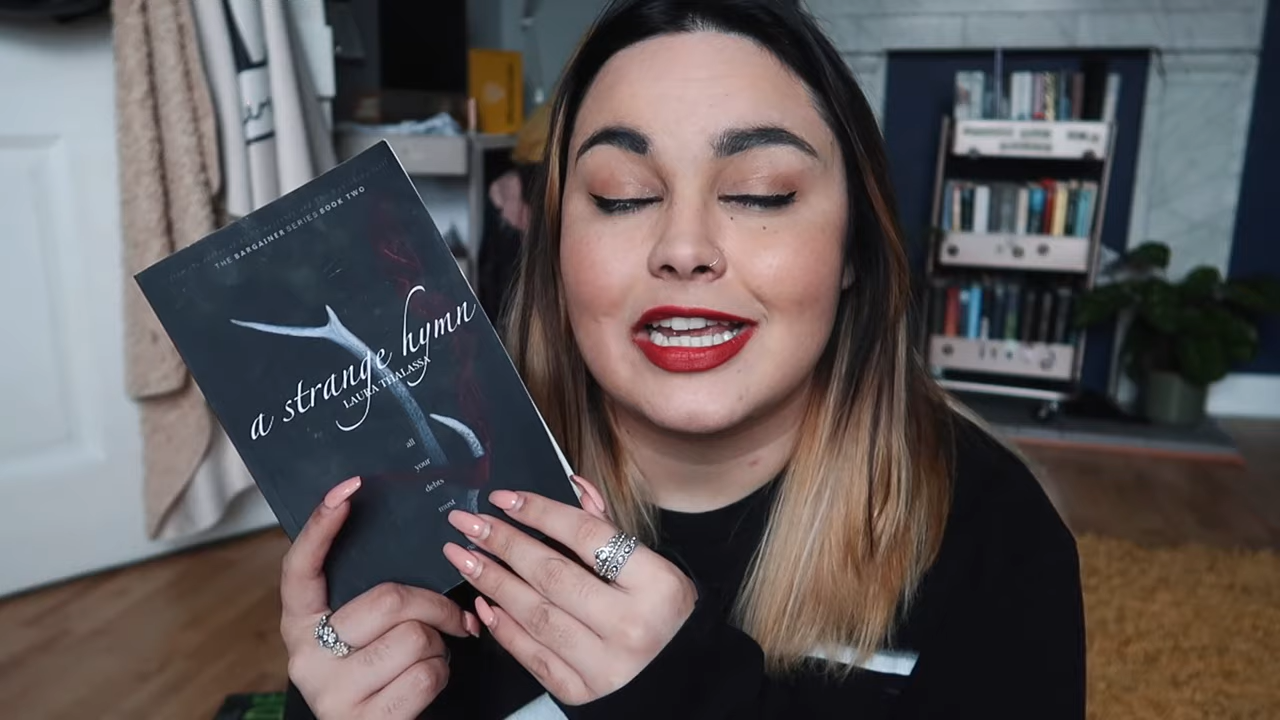 THE BARGAINER SERIES BOOK TWO
a strange hymn
LAURA THALASSA
all
your
debts
must